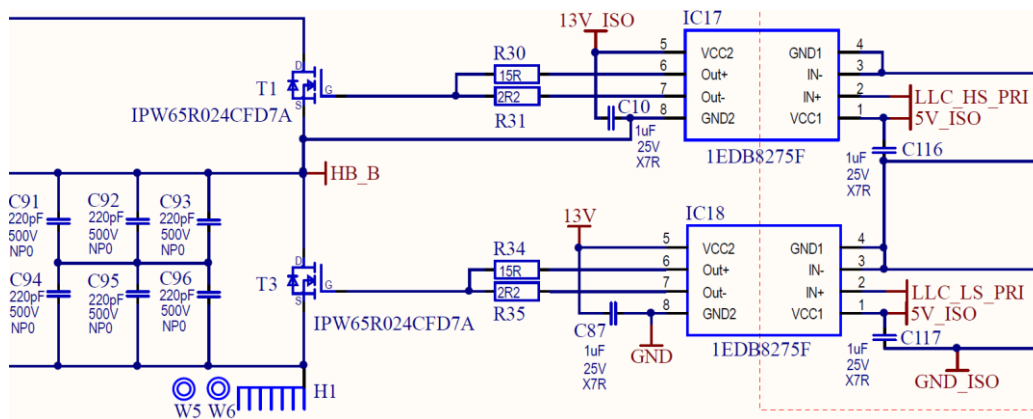 13V_ISO
IC17
R30
15R
2R2
R31
T1
D
G
S
IPW65R024CFD7A
C10
1uF
25V
X7R
5
6
7
8
VCC2
Out+
Out-
GND2
GND1
IN-
IN+
VCC1
4
3
2
1
1EDB8275F
LLC_HS_PRI
5V_ISO
C116
1uF
25V
X7R
HB_B
C91
220pF
500V
NP0
C92
220pF
500V
NP0
C93
220pF
500V
NP0
C94
220pF
500V
NP0
C95
220pF
500V
NP0
C96
220pF
500V
NP0
13V
IC18
R34
15R
2R2
R35
T3
D
G
S
IPW65R024CFD7A
C87
1uF
25V
X7R
GND
5
6
7
8
VCC2
Out+
Out-
GND2
GND1
IN-
IN+
VCC1
4
3
2
1
1EDB8275F
LLC_LS_PRI
5V_ISO
C117
1uF
25V
X7R
GND_ISO
H1
W5
W6